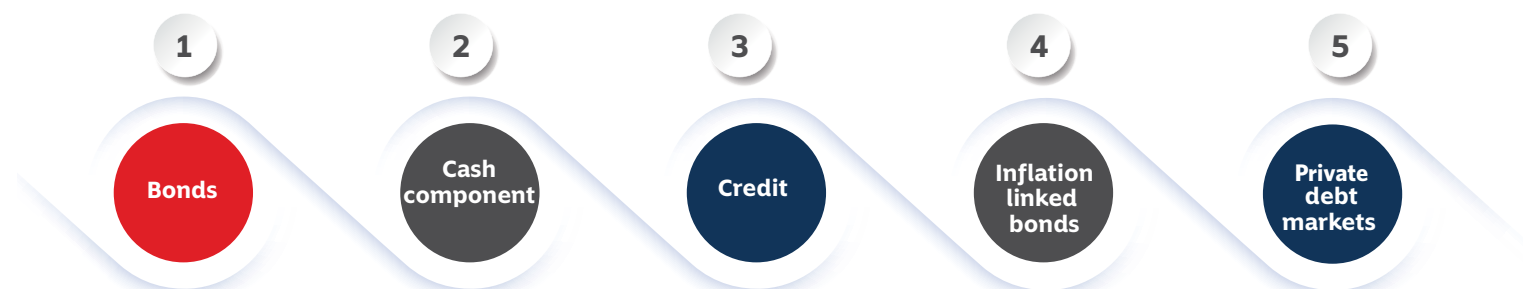 1
2
3
4
5
Bonds
Cash
component
Credit
Inflation
linked
bonds
Private
debt
markets